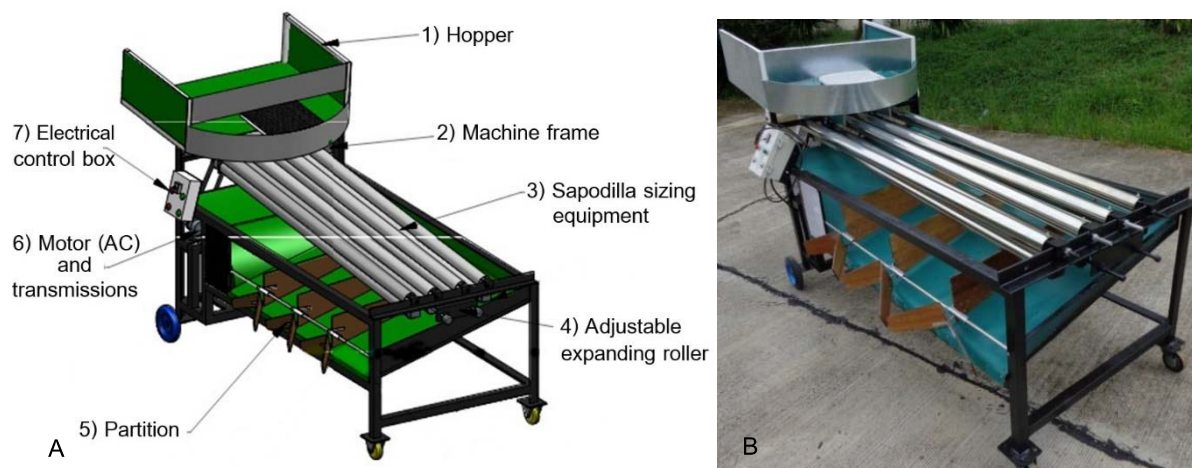 1) Hopper
7) Electrical
control box
2) Machine frame
3) Sapodilla sizing
equipment
6) Motor (AC)
and
transmissions
4) Adjustable
expanding roller
5) Partition
A
B